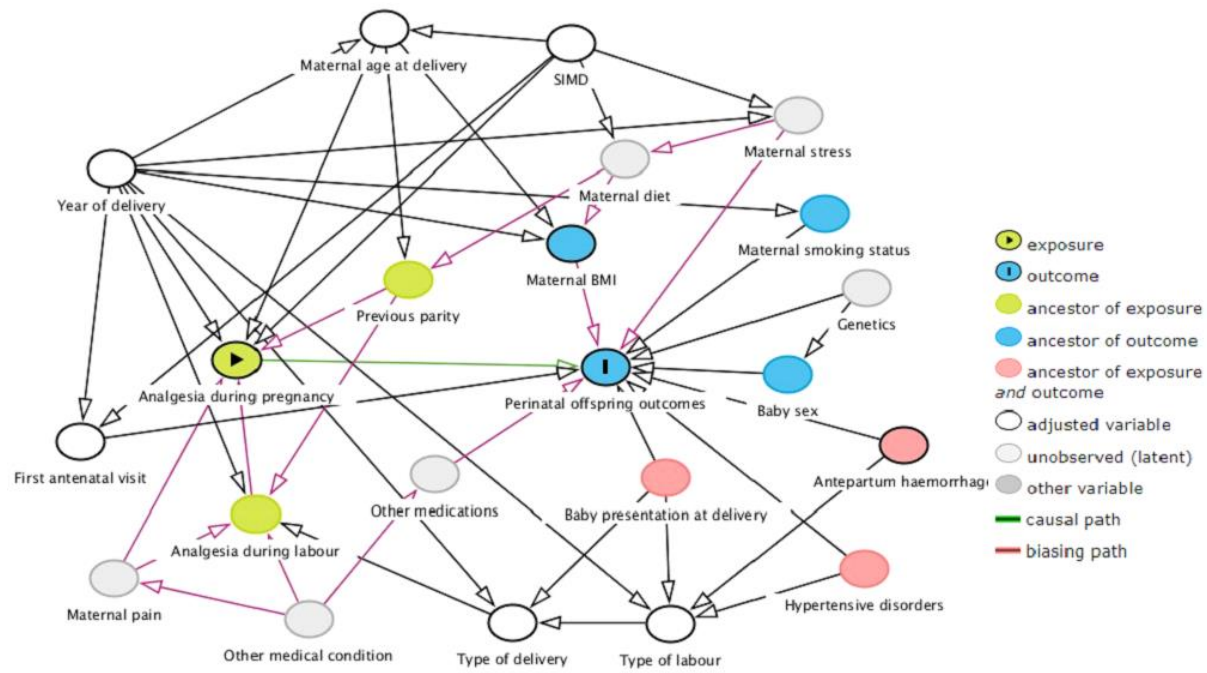 Maternal age at delivery
SIMD
Maternal stress
Maternal diet
Year of delivery
Maternal smoking status
Maternal BMI
Previous parity
Genetics
Analgesia during pregnancy
Perinatal offspring outcomes
Baby sex
First antenatal visit
Antepartum haemorrhag
Other medications
Baby presentation at delivery
Analgesia during labour
Maternal pain
Hypertensive disorders
Other medical condition
Type of delivery
Type of labour
exposure
outcome
ancestor of exposure
ancestor of outcome
ancestor of exposure
and outcome
adjusted variable
unobserved (latent)
other variable
causal path
biasing path